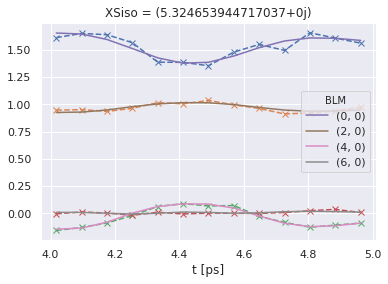 XSiso = (5.324653944717037+0j)
1.50
1.25
1.00
0.75
0.50
0.25
0.00
BLM
(0, 0)
(2, 0)
(4, 0)
(6, 0)
4.0 4.2 4.4 4.6 4.8 5.0
t [ps]